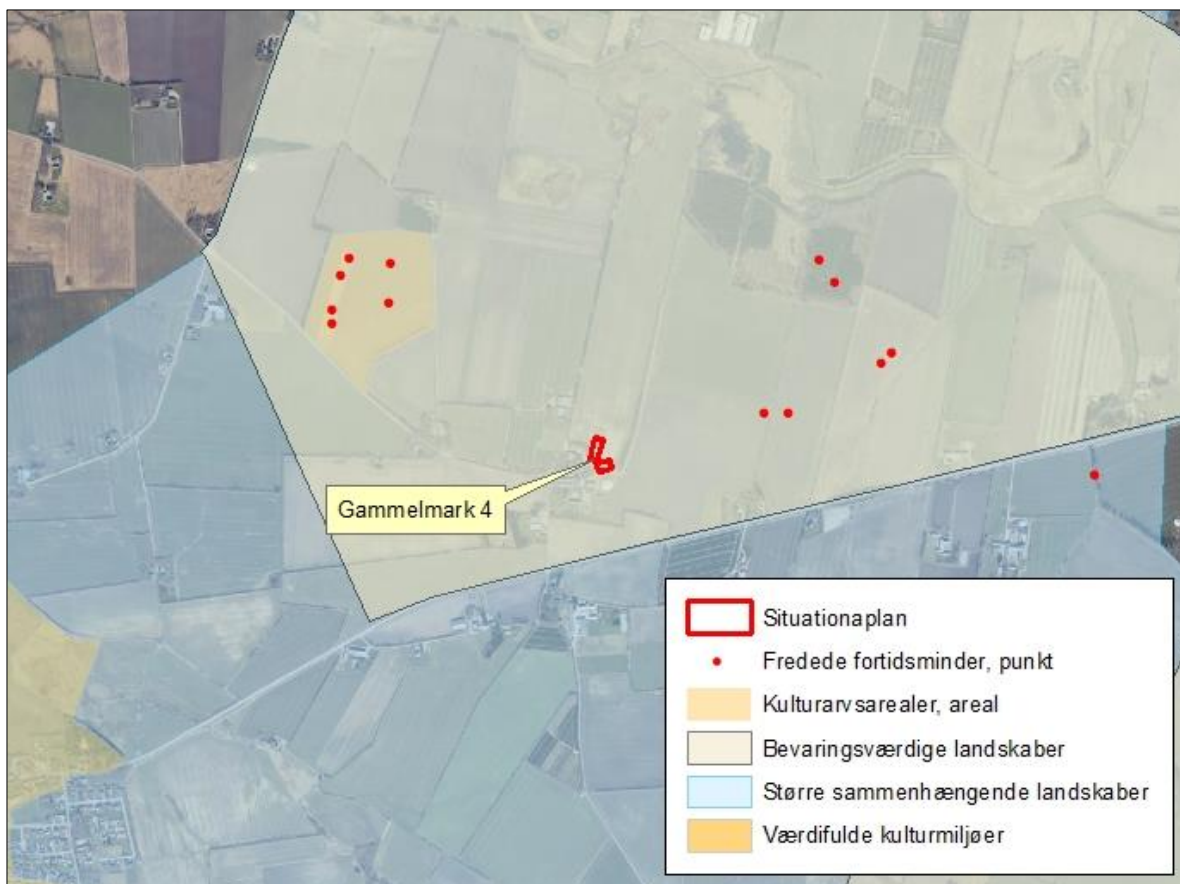 Gammelmark 4
Situationaplan
Fredede fortidsminder, punkt
Kulturarvsarealer, areal
Bevaringsværdige landskaber
Større sammenhængende landskaber
Værdifulde kulturmiljøer